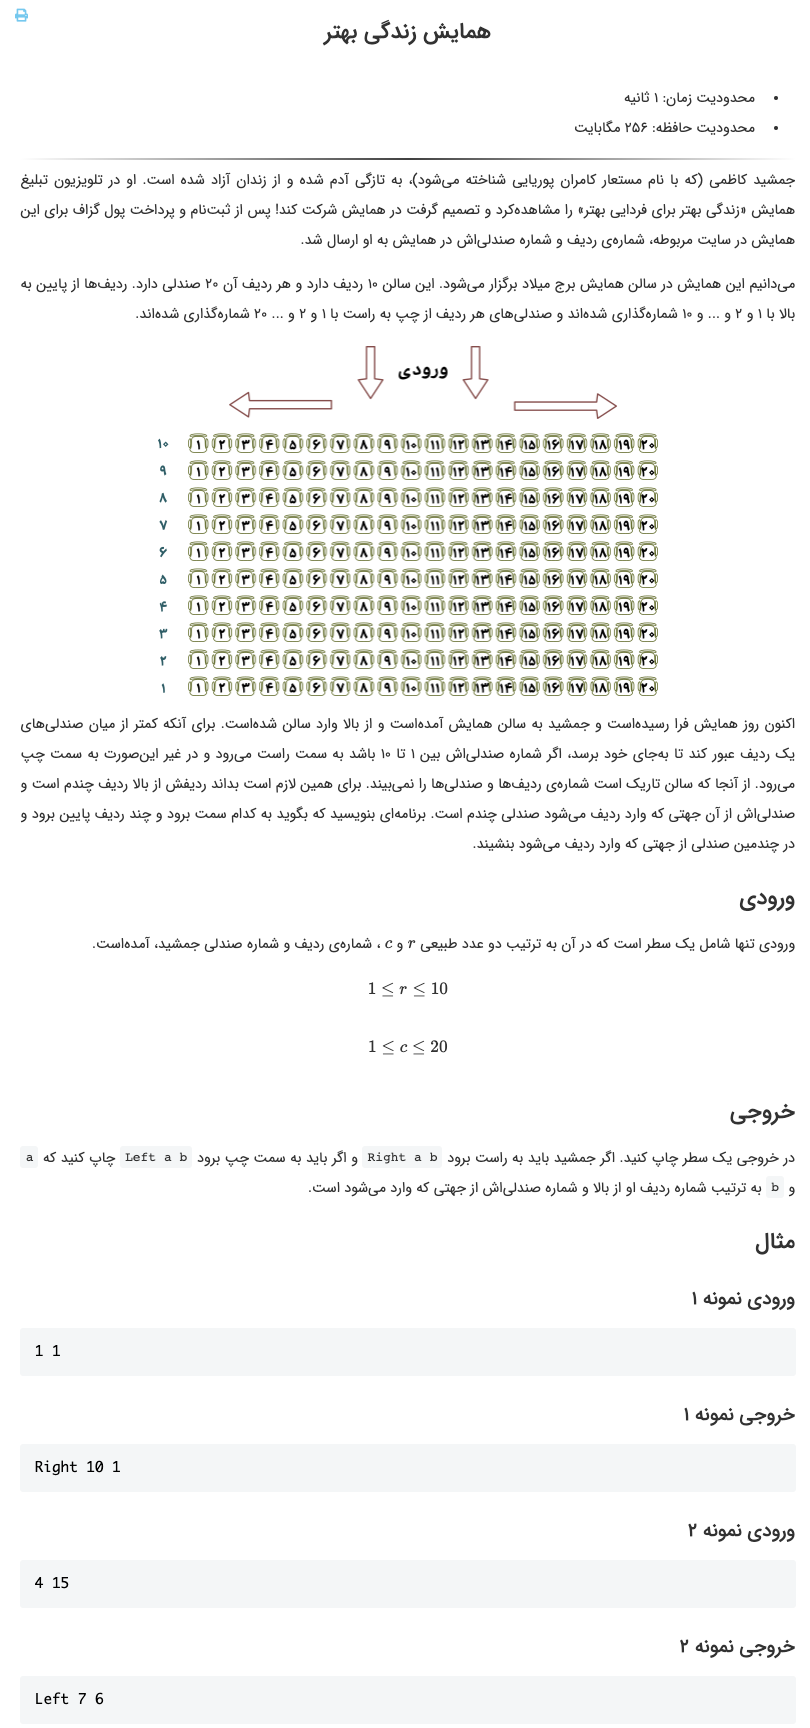 همایش زندگی بهتر
• محدودیت زمان: ۱ ثانیه
• محدودیت حافظه: ۲۵۶ مگابایت
جمشید کاظمی (که با نام مستعار کامران پوریایی شناخته می‌شود)، به تازگی آدم شده و از زندان آزاد شده است. او در تلویزیون تبلیغ
همایش «زندگی بهتر برای فردایی بهتر» را مشاهده‌کرد و تصمیم گرفت در همایش شرکت کند! پس از ثبت‌نام و پرداخت پول گزاف برای این
همایش در سایت مربوطه، شماره‌ی ردیف و شماره صندلی‌اش در همایش به او ارسال شد.
می‌دانیم این همایش در سالن همایش برج میلاد برگزار می‌شود. این سالن ۱۰ ردیف دارد و هر ردیف آن ۲۰ صندلی دارد. ردیف‌ها از پایین به
بالا با ۱ و ۲ و ... و ۱۰ شماره‌گذاری شده‌اند و صندلی‌های هر ردیف از چپ به راست با ۱ و ۲ و ... ۲۰ شماره‌گذاری شده‌اند.
ورودی
۱۰ ۱ ۲ ۳ ۴ ۵ ۶ ۷ ۸ ۹ ۱۰ ۱۱ ۱۲ ۱۳ ۱۴ ۱۵ ۱۶ ۱۷ ۱۸ ۱۹ ۲۰
۹ ۱ ۲ ۳ ۴ ۵ ۶ ۷ ۸ ۹ ۱۰ ۱۱ ۱۲ ۱۳ ۱۴ ۱۵ ۱۶ ۱۷ ۱۸ ۱۹ ۲۰
۸ ۱ ۲ ۳ ۴ ۵ ۶ ۷ ۸ ۹ ۱۰ ۱۱ ۱۲ ۱۳ ۱۴ ۱۵ ۱۶ ۱۷ ۱۸ ۱۹ ۲۰
۷ ۱ ۲ ۳ ۴ ۵ ۶ ۷ ۸ ۹ ۱۰ ۱۱ ۱۲ ۱۳ ۱۴ ۱۵ ۱۶ ۱۷ ۱۸ ۱۹ ۲۰
۶ ۱ ۲ ۳ ۴ ۵ ۶ ۷ ۸ ۹ ۱۰ ۱۱ ۱۲ ۱۳ ۱۴ ۱۵ ۱۶ ۱۷ ۱۸ ۱۹ ۲۰
۵ ۱ ۲ ۳ ۴ ۵ ۶ ۷ ۸ ۹ ۱۰ ۱۱ ۱۲ ۱۳ ۱۴ ۱۵ ۱۶ ۱۷ ۱۸ ۱۹ ۲۰
۴ ۱ ۲ ۳ ۴ ۵ ۶ ۷ ۸ ۹ ۱۰ ۱۱ ۱۲ ۱۳ ۱۴ ۱۵ ۱۶ ۱۷ ۱۸ ۱۹ ۲۰
۳ ۱ ۲ ۳ ۴ ۵ ۶ ۷ ۸ ۹ ۱۰ ۱۱ ۱۲ ۱۳ ۱۴ ۱۵ ۱۶ ۱۷ ۱۸ ۱۹ ۲۰
۲ ۱ ۲ ۳ ۴ ۵ ۶ ۷ ۸ ۹ ۱۰ ۱۱ ۱۲ ۱۳ ۱۴ ۱۵ ۱۶ ۱۷ ۱۸ ۱۹ ۲۰
۱ ۱ ۲ ۳ ۴ ۵ ۶ ۷ ۸ ۹ ۱۰ ۱۱ ۱۲ ۱۳ ۱۴ ۱۵ ۱۶ ۱۷ ۱۸ ۱۹ ۲۰
اکنون روز همایش فرا رسیده‌است و جمشید به سالن همایش آمده‌است و از بالا وارد سالن شده‌است. برای آنکه کمتر از میان صندلی‌های
یک ردیف عبور کند تا به‌جای خود برسد، اگر شماره صندلی‌اش بین ۱ تا ۱۰ باشد به سمت راست می‌رود و در غیر این‌صورت به سمت چپ
می‌رود. از آنجا که سالن تاریک است شماره‌ی ردیف‌ها و صندلی‌ها را نمی‌بیند. برای همین لازم است بداند ردیفش از بالا ردیف چندم است و
صندلی‌اش از آن جهتی که وارد ردیف می‌شود صندلی چندم است. برنامه‌ای بنویسید که بگوید به کدام سمت برود و چند ردیف پایین برود و
در چندمین صندلی از جهتی که وارد ردیف می‌شود بنشیند.
ورودی
ورودی تنها شامل یک سطر است که در آن به ترتیب دو عدد طبیعی r و c ، شماره‌ی ردیف و شماره صندلی جمشید، آمده‌است.
1 ≤ r ≤ 10
1 ≤ c ≤ 20
خروجی
در خروجی یک سطر چاپ کنید. اگر جمشید باید به راست برود Right a b و اگر باید به سمت چپ برود Left a b چاپ کنید که a
و b به ترتیب شماره ردیف او از بالا و شماره صندلی‌اش از جهتی که وارد می‌شود است.
مثال
ورودی نمونه ۱
1 1
خروجی نمونه ۱
Right 10 1
ورودی نمونه ۲
4 15
خروجی نمونه ۲
Left 7 6